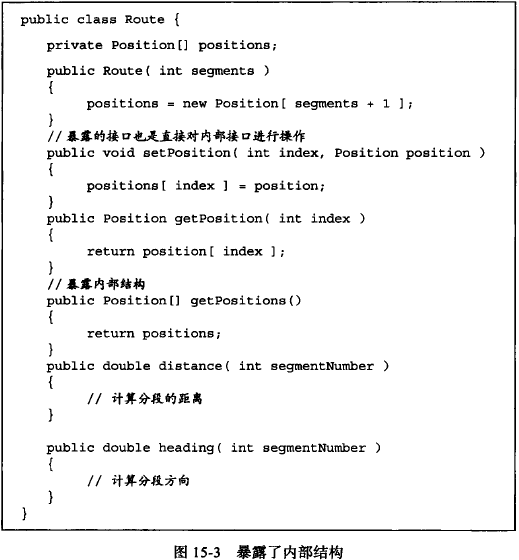 public class Route {
private Position[] positions;
public Route( int segments )
{
positions = new Position[ segments + 1 ];
}
//暴露的接口也是直接对内部接口进行操作
public void setPosition( int index, Position position )
{
positions[ index ] = position;
}
public Position getPosition( int index )
{
return position[ index ];
}
//暴露内部结构
public Position[] getPositions()
{
return positions;
}
public double distance( int segmentNumber )
{
// 计算分段的距离
}
public double heading( int segmentNumber )
{
// 计算分段方向
}
}
图 15-3 暴露了内部结构